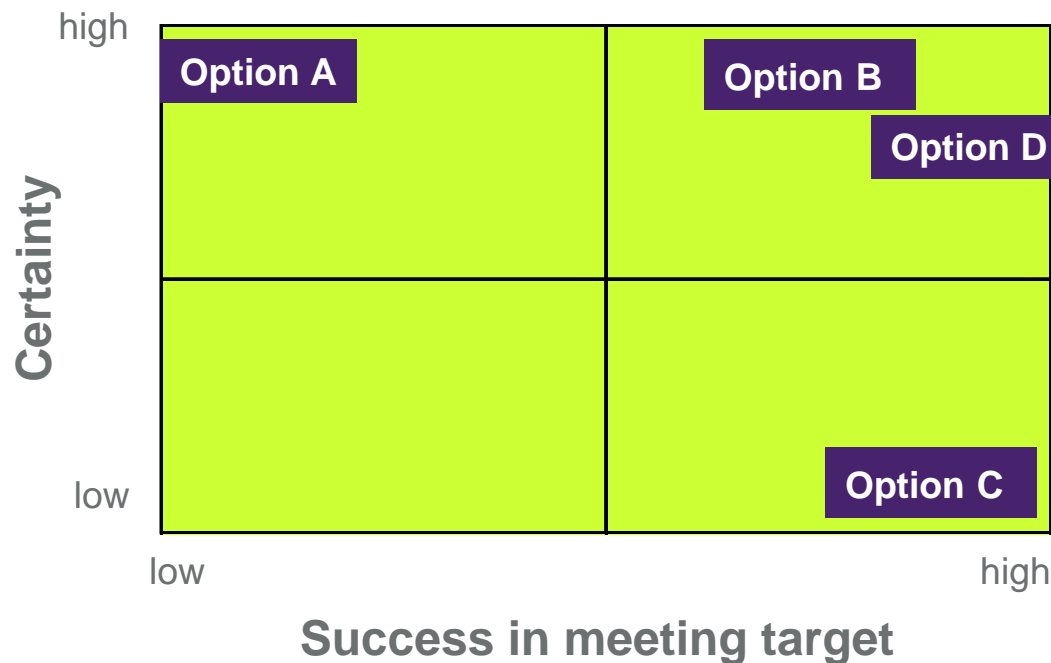 high
Option A
Option B
Option D
Certainty
Option C
low
low
high
Success in meeting target